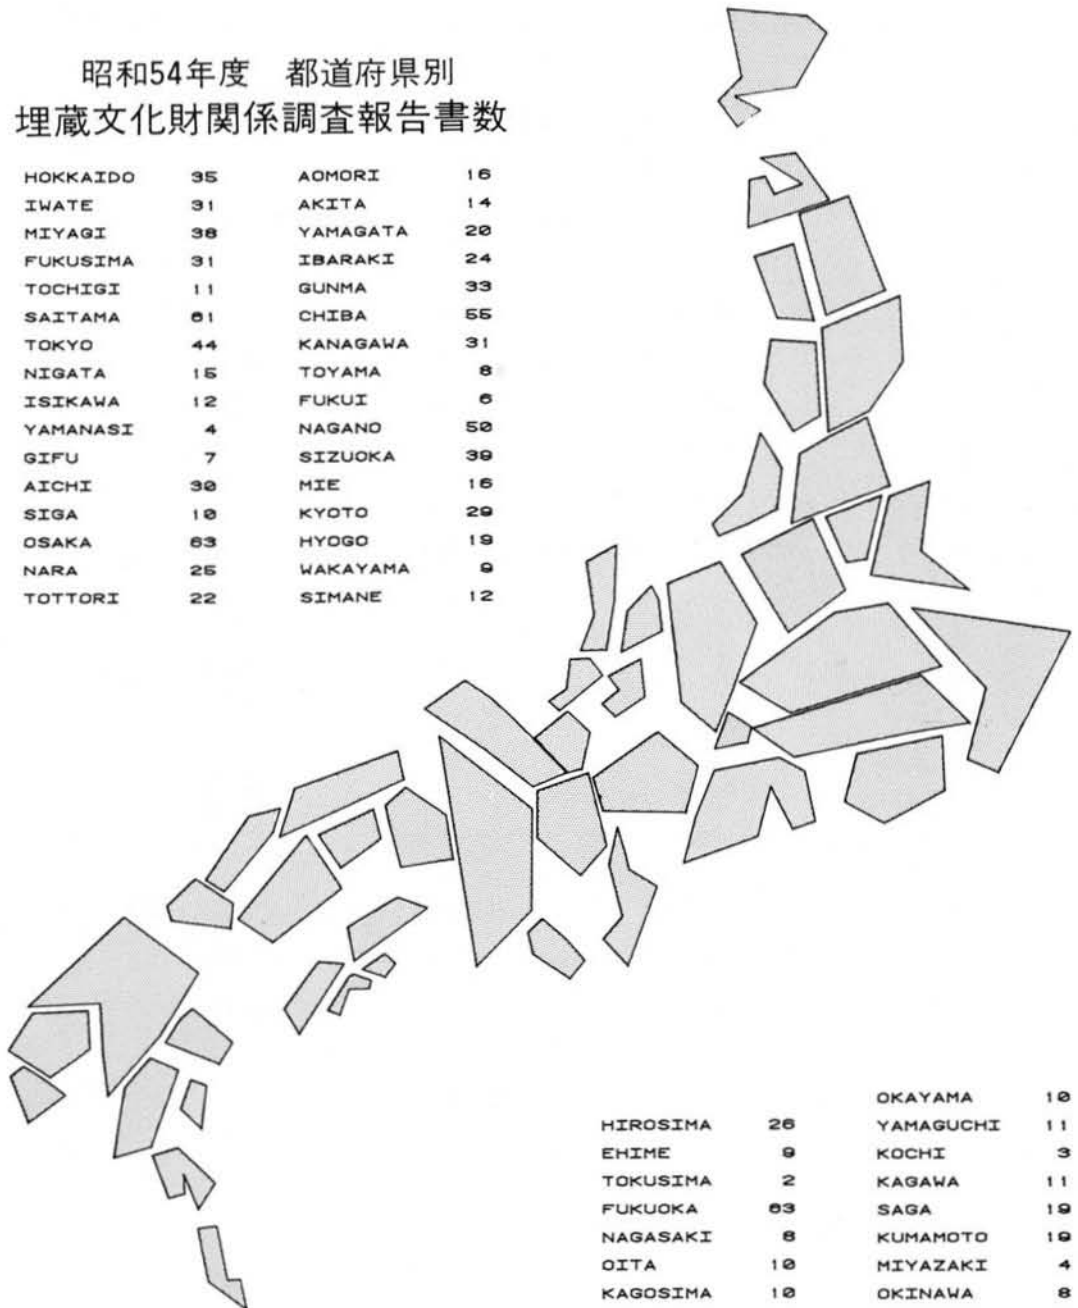 昭和54年度 都道府県別
埋蔵文化財関係調査報告書数
HOKKAIDO 35 AOMORI 16
IWATE 31 AKITA 14
MIYAGI 38 YAMAGATA 20
FUKUSIMA 31 IBARAKI 24
TOCHIGI 11 GUNMA 33
SAITAMA 61 CHIBA 55
TOKYO 44 KANAGAWA 31
NIGATA 15 TOYAMA 8
ISIKAWA 12 FUKUI 6
YAMANASI 4 NAGANO 50
GIFU 7 SIZUOKA 39
AICHI 30 MIE 16
SIGA 10 KYOTO 29
OSAKA 63 HYOGO 19
NARA 25 WAKAYAMA 9
TOTTORI 22 SIMANE 12
OKAYAMA 10
HIROSIMA 26 YAMAGUCHI 11
EHIME 9 KOCHI 3
TOKUSIMA 2 KAGAWA 11
FUKUOKA 63 SAGA 19
NAGASAKI 8 KUMAMOTO 19
OITA 10 MIYAZAKI 4
KAGOSIMA 10 OKINAWA 8